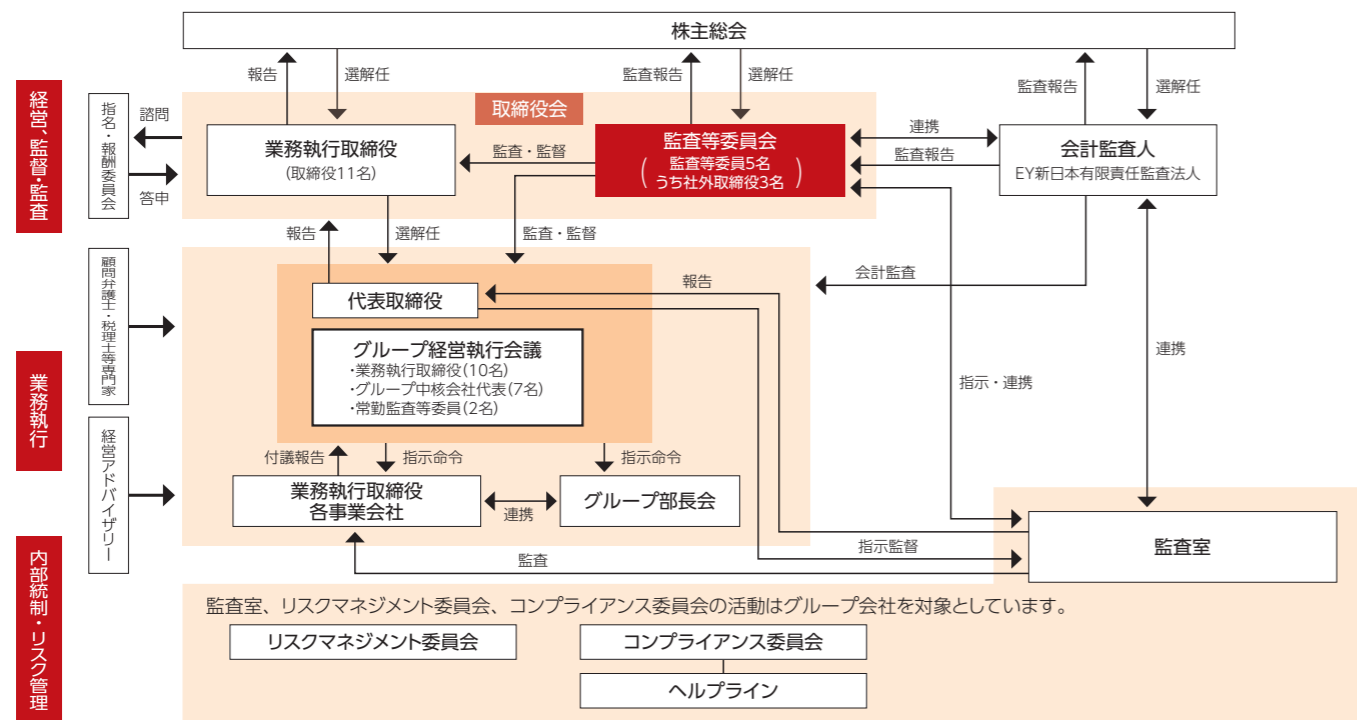 株主総会
報告
選解任
監査報告
選解任
監査報告
選解任
経営、監督・監査
指名・報酬委員会
諮問
答申
取締役会
業務執行取締役
(取締役11名)
監査・監督
監査等委員会
(監査等委員5名
うち社外取締役3名)
連携
監査報告
会計監査人
EY新日本有限責任監査法人
報告
選解任
監査・監督
会計監査
業務執行
顧問弁護士・税理士等専門家
経営アドバイザリー
代表取締役
報告
グループ経営執行会議
・業務執行取締役(10名)
・グループ中核会社代表(7名)
・常勤監査等委員(2名)
指示・連携
連携
付議報告
指示命令
指示命令
業務執行取締役
各事業会社
連携
グループ部長会
監査
指示監督
監査室
内部統制・リスク管理
監査室、リスクマネジメント委員会、コンプライアンス委員会の活動はグループ会社を対象としています。
リスクマネジメント委員会
コンプライアンス委員会
ヘルプライン